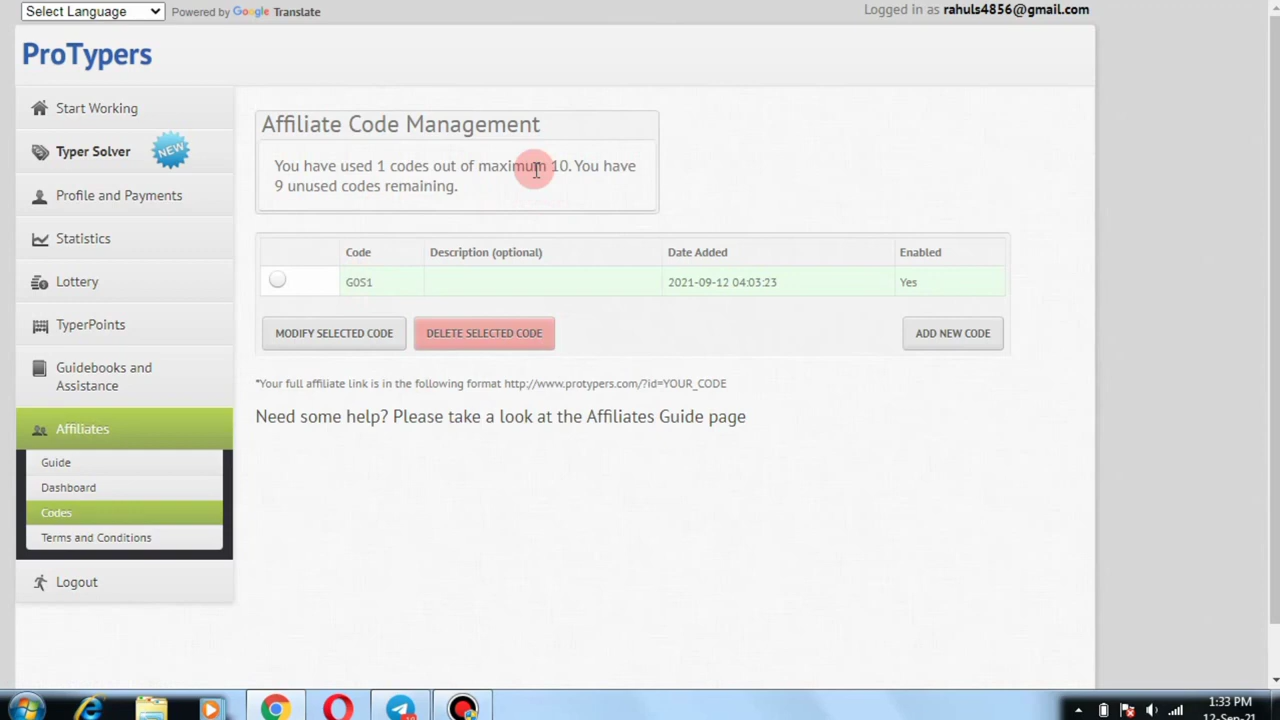 Select Language
Powered by Google Translate
Logged in as rahuls4856@gmail.com
ProTypers
Start Working
Typer Solver
NEW
Profile and Payments
Statistics
Lottery
TyperPoints
Guidebooks and
Assistance
Affiliates
Guide
Dashboard
Codes
Terms and Conditions
Logout
Affiliate Code Management
You have used 1 codes out of maximum 10. You have
9 unused codes remaining.
Code Description (optional) Date Added Enabled
G0S1 2021-09-12 04:03:23 Yes
MODIFY SELECTED CODE DELETE SELECTED CODE ADD NEW CODE
*Your full affiliate link is in the following format http://www.protypers.com/?id=YOUR_CODE
Need some help? Please take a look at the Affiliates Guide page
1:33 PM
12-Sep-21